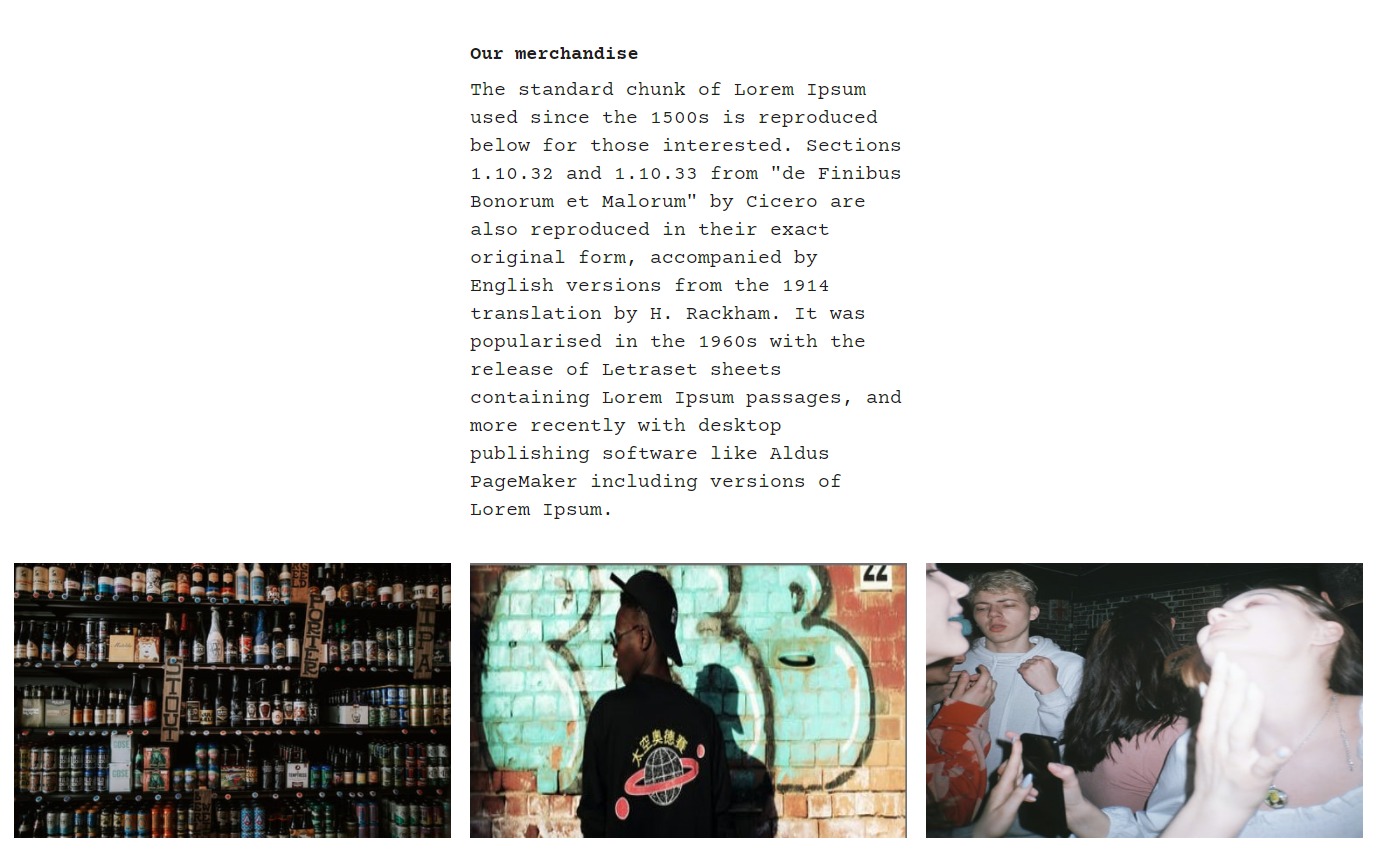 Our merchandise
The standard chunk of Lorem Ipsum
used since the 1500s is reproduced
below for those interested. Sections
1.10.32 and 1.10.33 from "de Finibus
Bonorum et Malorum" by Cicero are
also reproduced in their exact
original form, accompanied by
English versions from the 1914
translation by H. Rackham. It was
popularised in the 1960s with the
release of Letraset sheets
containing Lorem Ipsum passages, and
more recently with desktop
publishing software like Aldus
PageMaker including versions of
Lorem Ipsum.
PORTER
IPA
STOUT
GOSE
GOSE
22
太空奥德賽